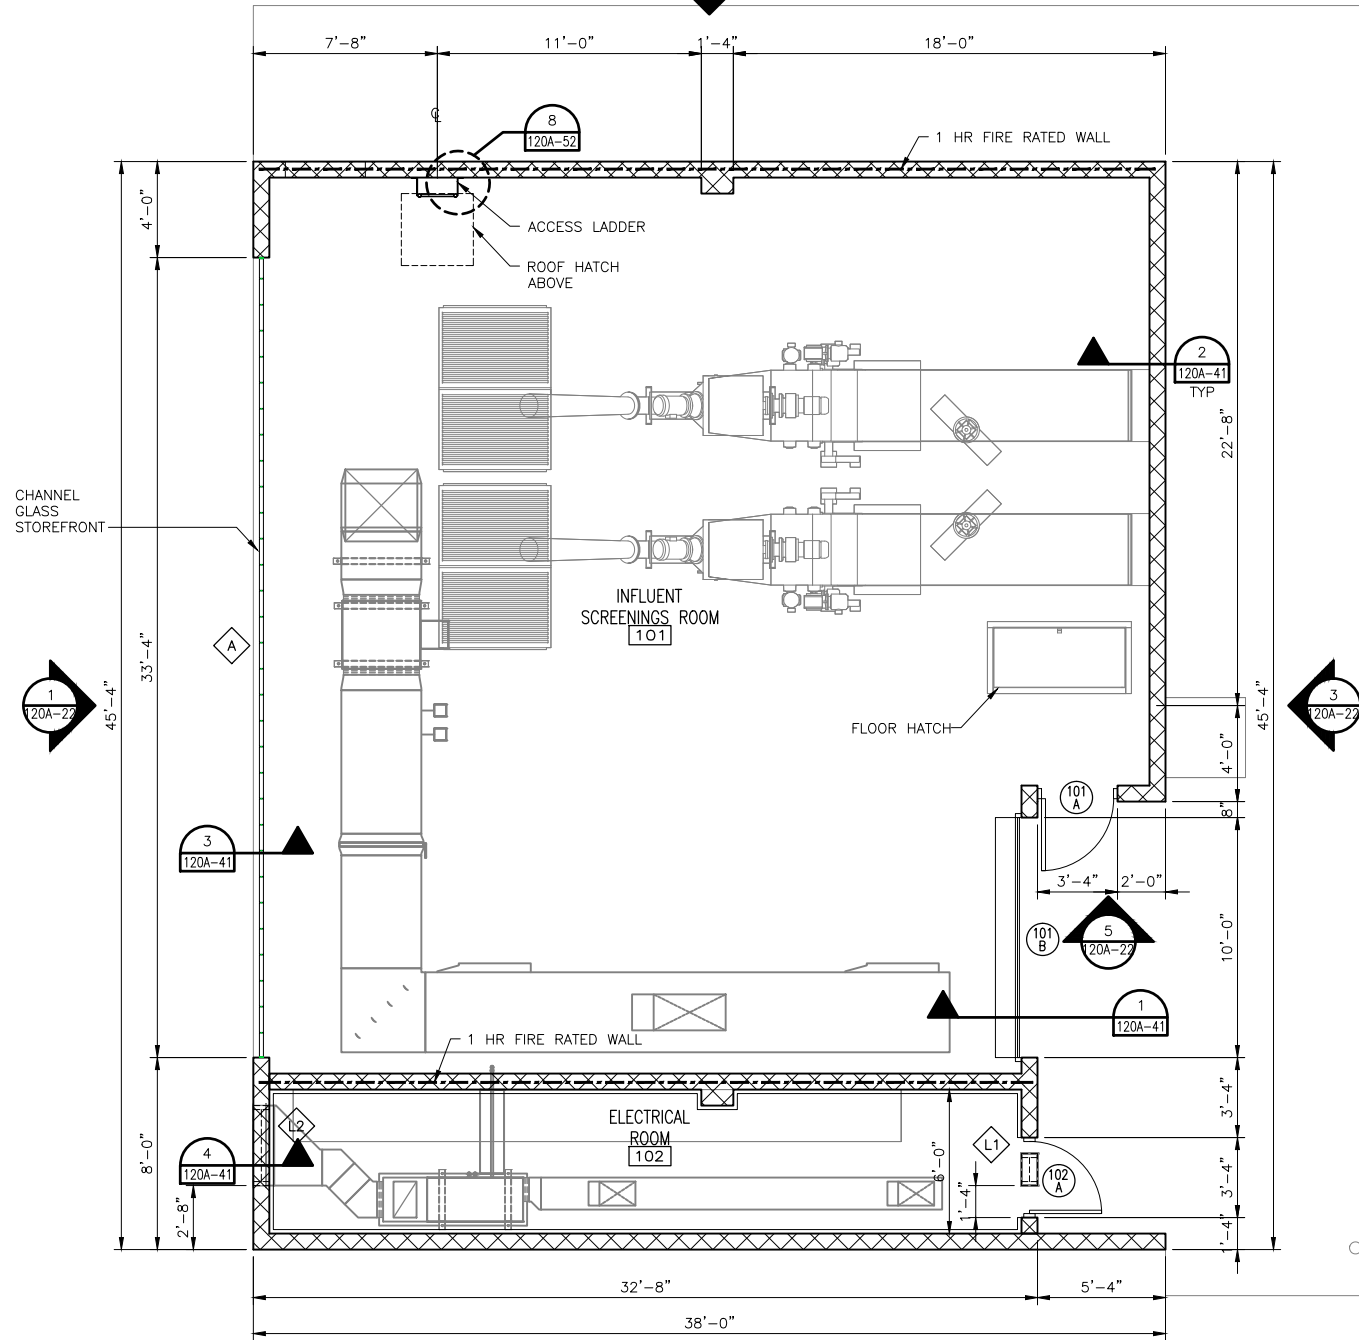 7'-8"
11'-0"
1'-4"
18'-0"
℄
8
120A-52
1 HR FIRE RATED WALL
4'-0"
ACCESS LADDER
ROOF HATCH
ABOVE
2
120A-41
TYP
22'-8"
CHANNEL
GLASS
STOREFRONT
INFLUENT
SCREENINGS ROOM
101
A
33'-4"
45'-4"
1
120A-22
3
120A-22
45'-4"
FLOOR HATCH
4'-0"
101
A
8"
3
120A-41
3'-4"
2'-0"
101
B
5
120A-22
10'-0"
1
120A-41
1 HR FIRE RATED WALL
ELECTRICAL
ROOM
102
L2
L1
3'-4"
4
120A-41
8'-0"
2'-8"
6'-0"
1'-4"
102
A
3'-4"
1'-4"
32'-8"
5'-4"
38'-0"